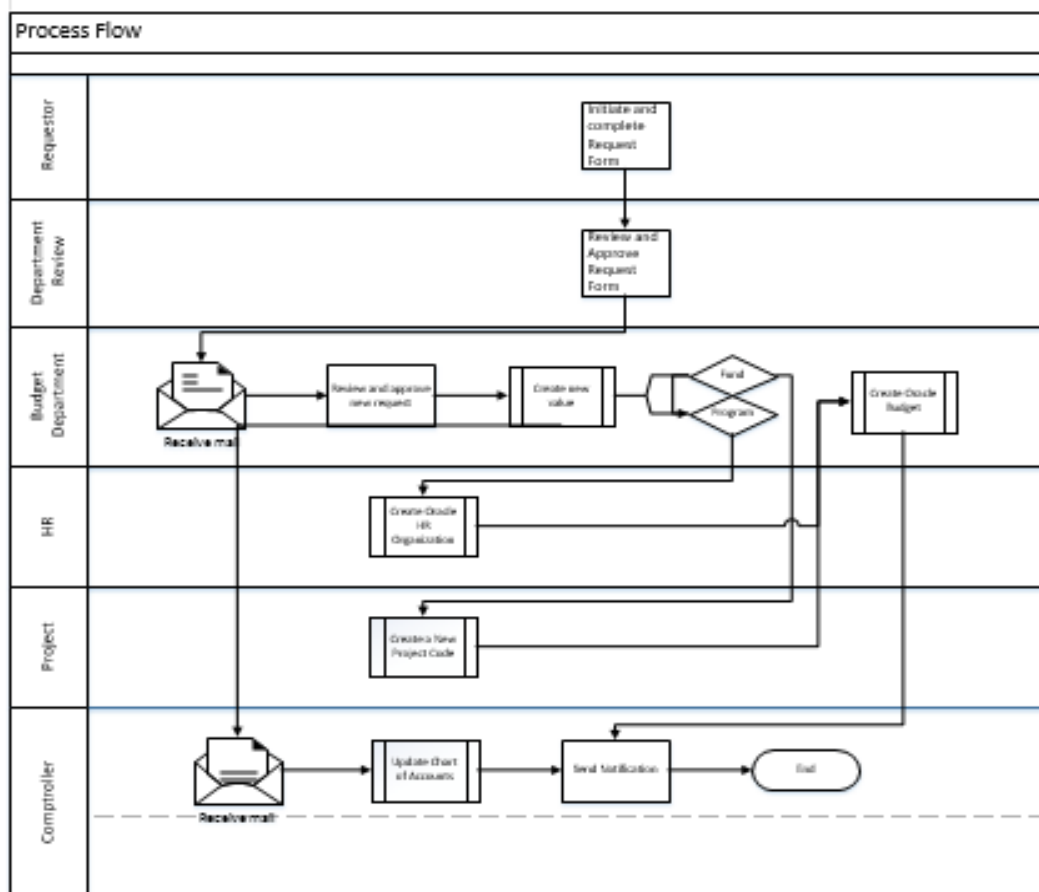 Process Flow
Requestor
Initiate and
complete
Request
Form
Department
Review
Review and
Approve
Request
Form
Budget
Department
Receive mail
Review and approve
new request
Create new
value
Fund
Program
Create Oracle
Budget
HR
Create Oracle
HR
Organization
Project
Create a New
Project Code
Comptroller
Receive mail
Update Chart
of Accounts
Send Notification
End